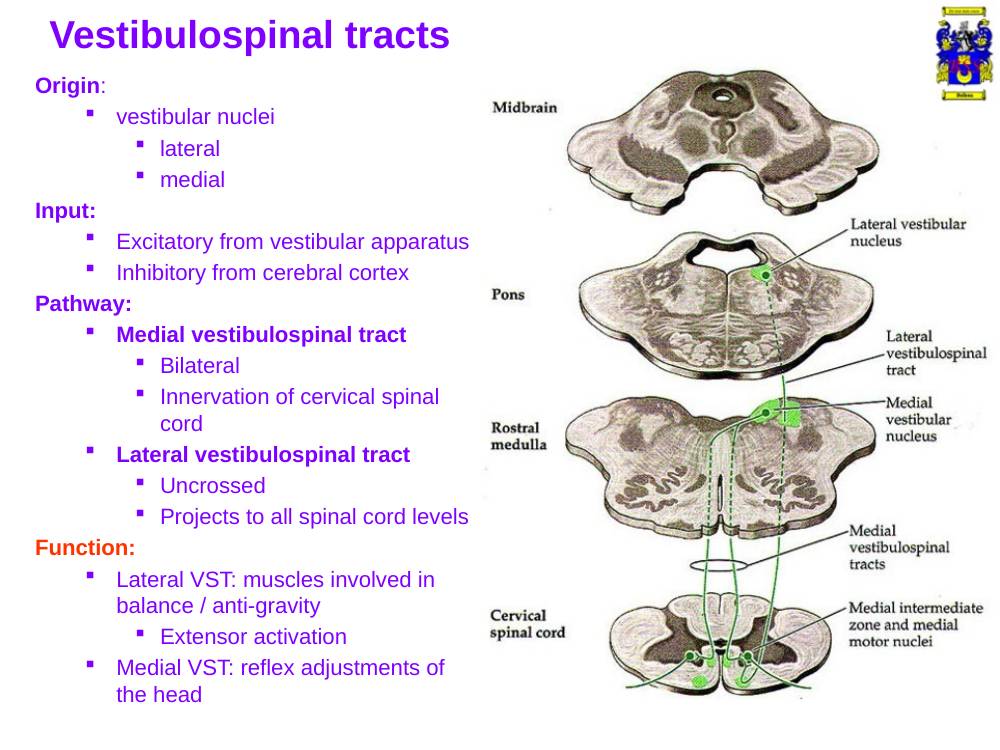 Vestibulospinal tracts
Origin:
▪ vestibular nuclei
▪ lateral
▪ medial
Input:
▪ Excitatory from vestibular apparatus
▪ Inhibitory from cerebral cortex
Pathway:
▪ Medial vestibulospinal tract
▪ Bilateral
▪ Innervation of cervical spinal
cord
▪ Lateral vestibulospinal tract
▪ Uncrossed
▪ Projects to all spinal cord levels
Function:
▪ Lateral VST: muscles involved in
balance / anti-gravity
▪ Extensor activation
▪ Medial VST: reflex adjustments of
the head
Midbrain
Lateral vestibular
nucleus
Pons
Lateral
vestibulospinal
tract
Medial
vestibular
nucleus
Rostral
medulla
Medial
vestibulospinal
tracts
Cervical
spinal cord
Medial intermediate
zone and medial
motor nuclei